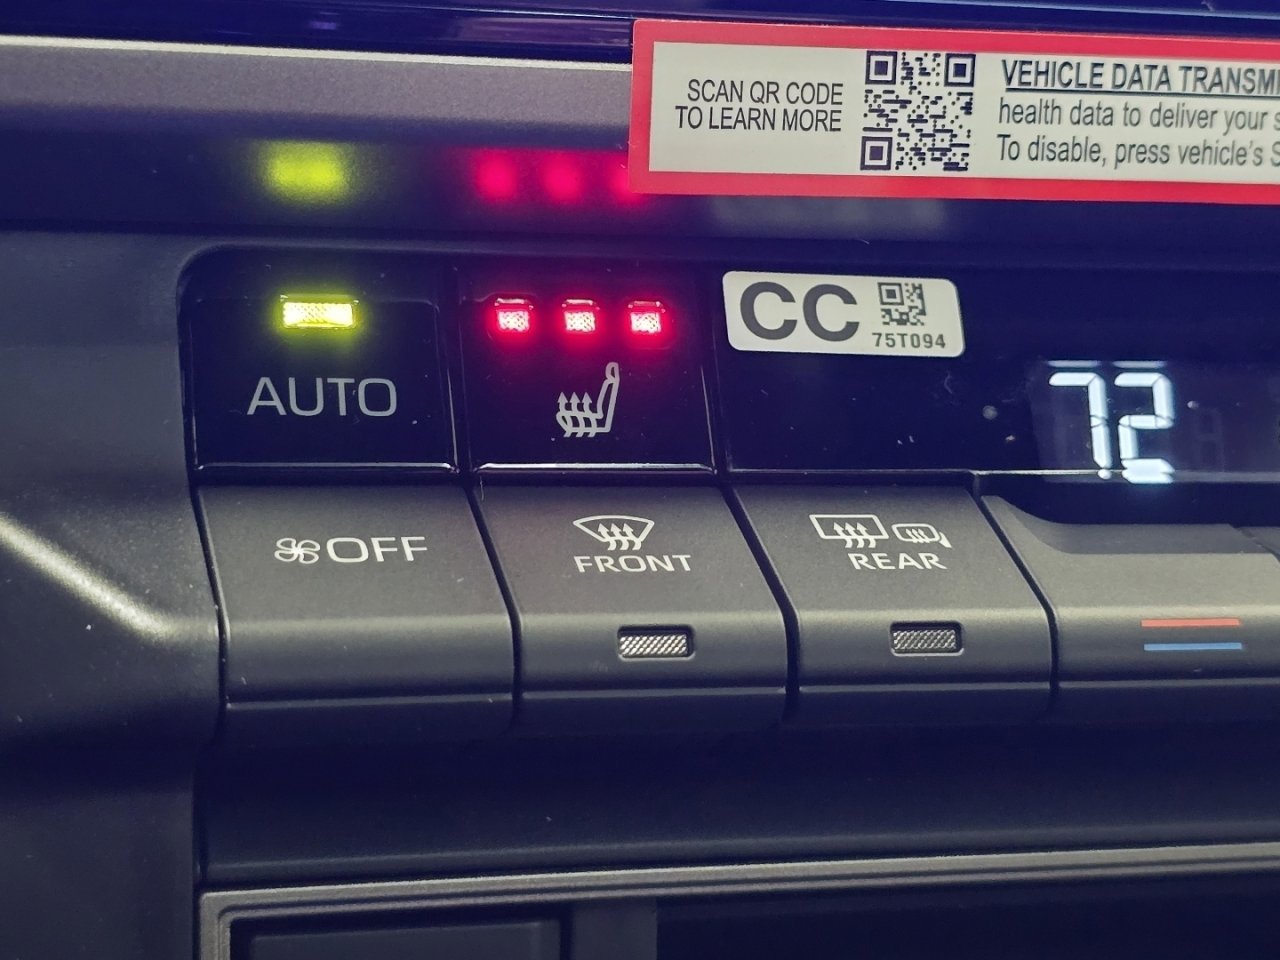 SCAN QR CODE
TO LEARN MORE
VEHICLE DATA TRANSMI
health data to deliver your s
To disable, press vehicle's S
CC
75T094
AUTO
72
OFF
FRONT
REAR